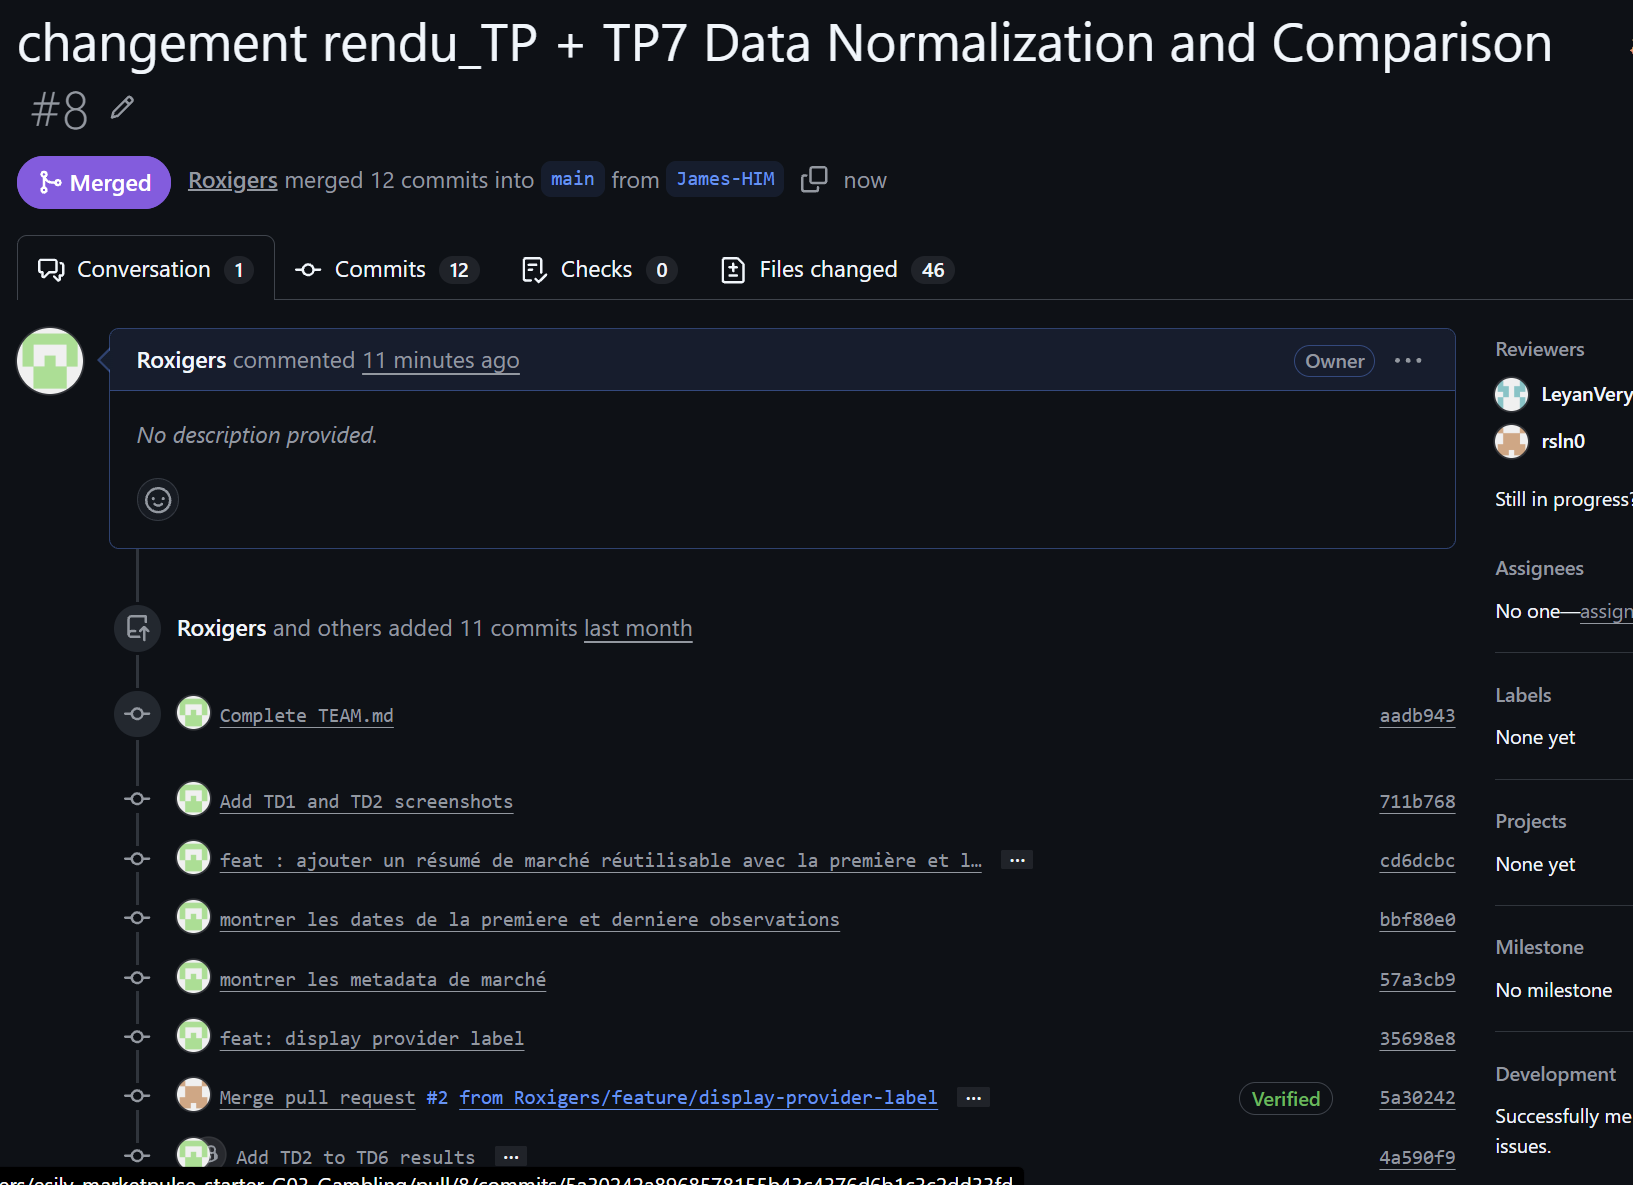 changement rendu_TP + TP7 Data Normalization and Comparison
#8
Merged Roxigers merged 12 commits into main from James-HIM now
Conversation 1 Commits 12 Checks 0 Files changed 46
Roxigers commented 11 minutes ago Owner ...
No description provided.
Reviewers
LeyanVery
rsln0
Still in progress?
Assignees
No one—assign
Labels
None yet
Projects
None yet
Milestone
No milestone
Development
Successfully me
issues.
Roxigers and others added 11 commits last month
Complete TEAM.md aadb943
Add TD1 and TD2 screenshots 711b768
feat : ajouter un résumé de marché réutilisable avec la première et l… ... cd6dcbc
montrer les dates de la premiere et derniere observations bbf80e0
montrer les metadata de marché 57a3cb9
feat: display provider label 35698e8
Merge pull request #2 from Roxigers/feature/display-provider-label ... Verified 5a30242
Add TD2 to TD6 results ... 4a590f9